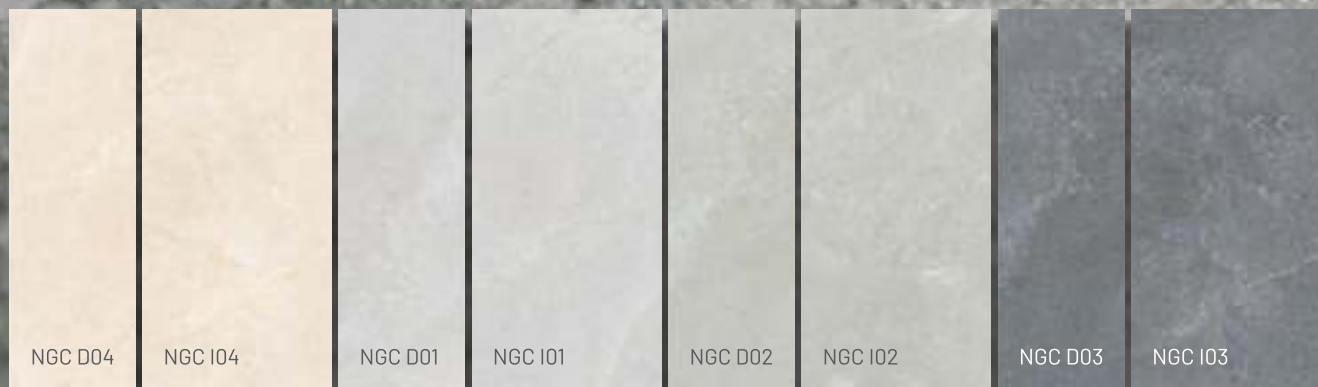 NGC D04
NGC I04
NGC D01
NGC I01
NGC D02
NGC I02
NGC D03
NGC I03